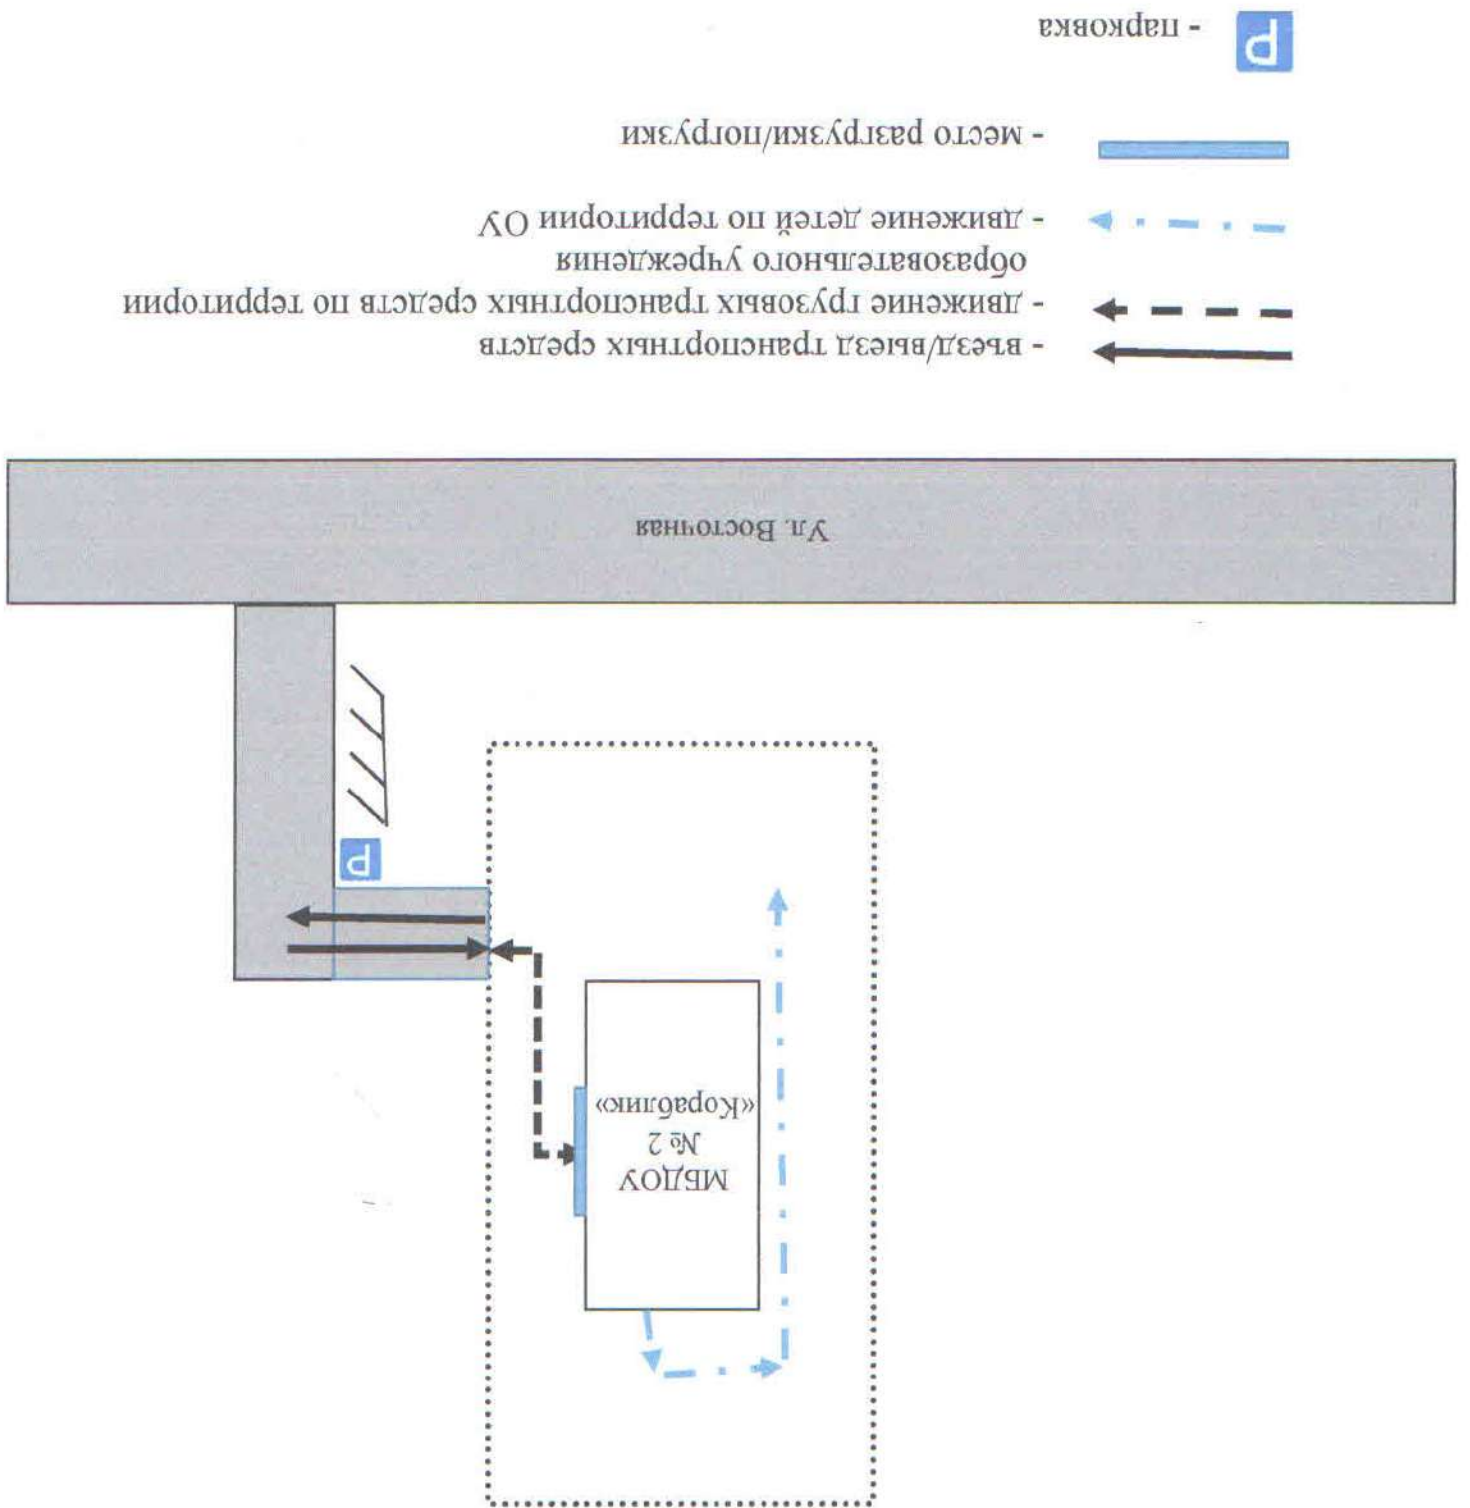 МБДОУ
№ 2
«Кораблик»
P
Ул. Восточная
- въезд/выезд транспортных средств
- движение грузовых транспортных средств по территории
образовательного учреждения
- движение детей по территории ОУ
- место разгрузки/погрузки
P
- парковка